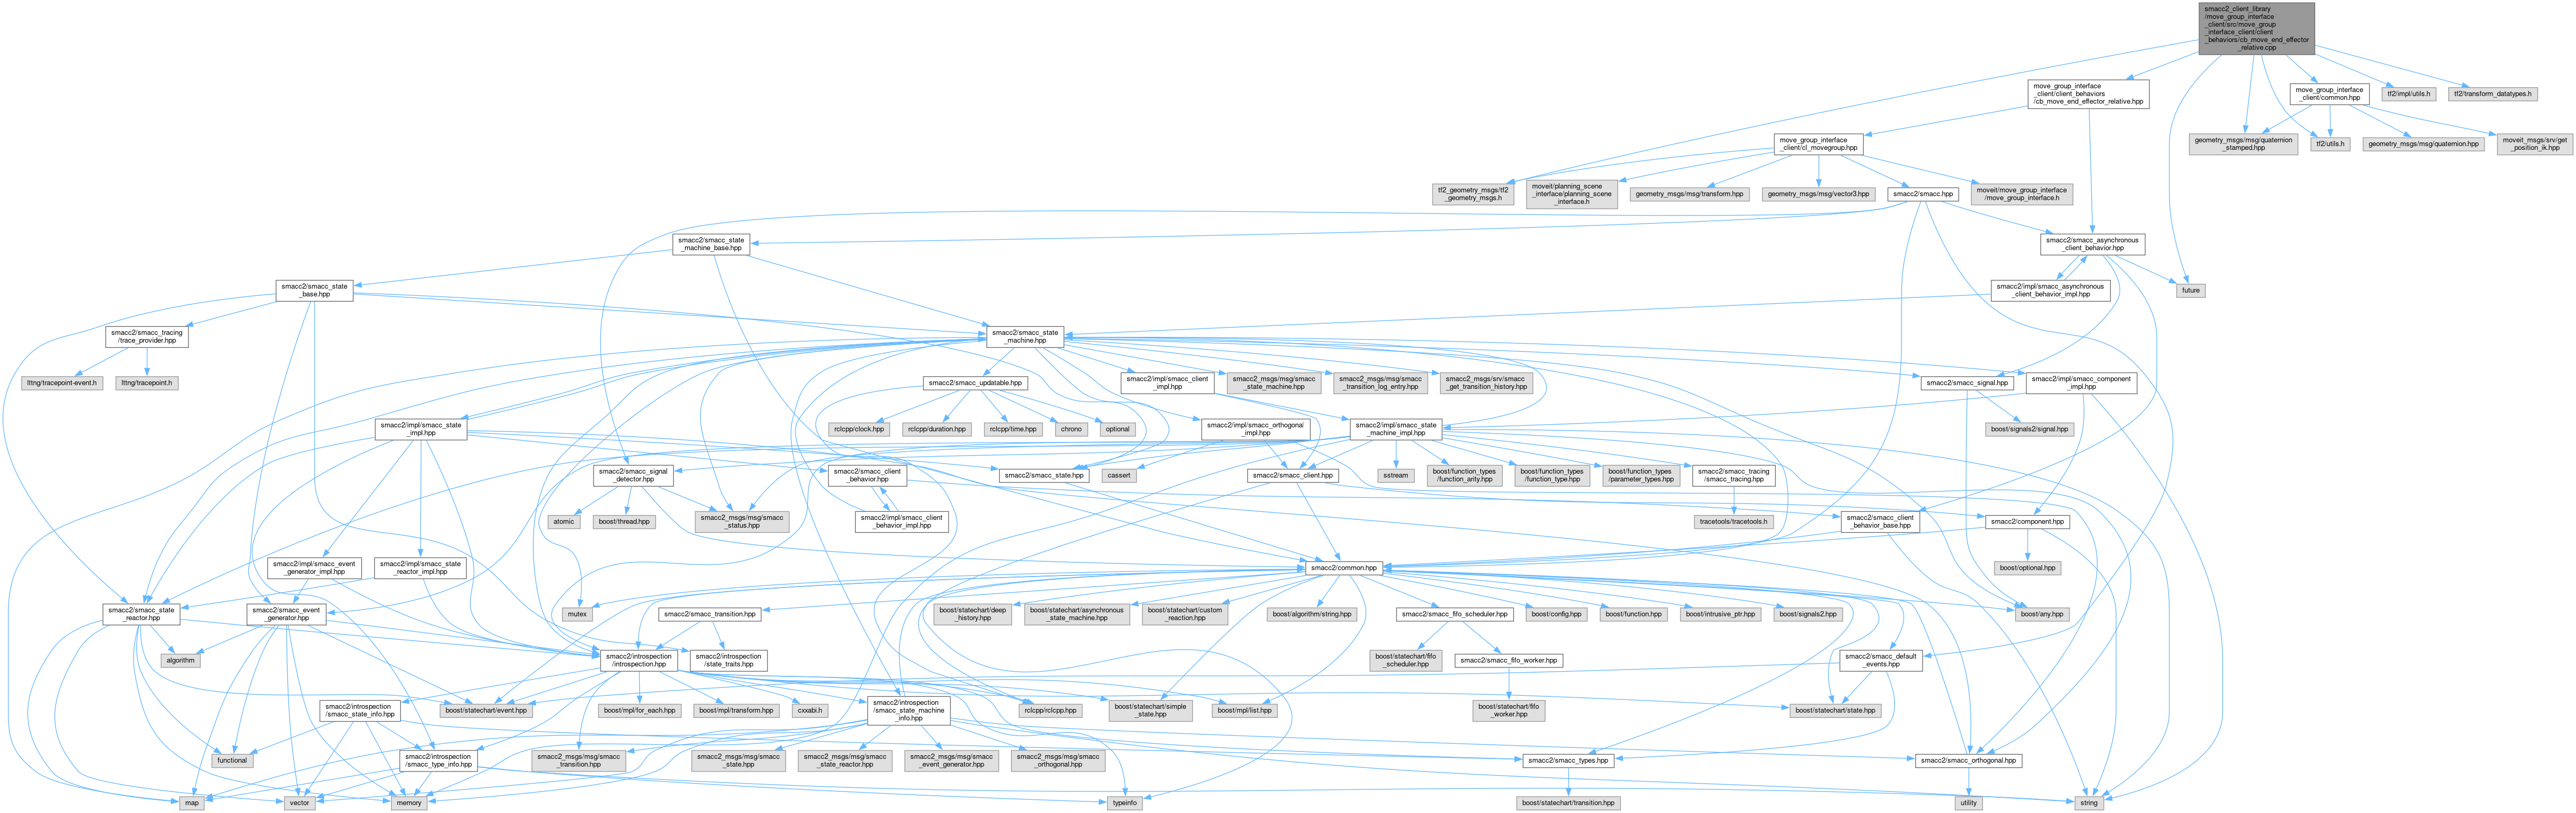 smacc2_client_library
/move_group_interface
_client/src/move_group
_interface_client/client
_behaviors/cb_move_end_effector
_relative.cpp
move_group_interface
_client/client_behaviors
/cb_move_end_effector_relative.hpp
move_group_interface
_client/common.hpp
tf2/impl/utils.h
tf2/transform_datatypes.h
move_group_interface
_client/cl_movegroup.hpp
geometry_msgs/msg/quaternion
_stamped.hpp
tf2/utils.h
geometry_msgs/msg/quaternion.hpp
moveit_msgs/srv/get
_position_ik.hpp
tf2_geometry_msgs/tf2
_geometry_msgs.h
moveit/planning_scene
_interface/planning_scene
_interface.h
geometry_msgs/msg/transform.hpp
geometry_msgs/msg/vector3.hpp
smacc2/smacc.hpp
moveit/move_group_interface
/move_group_interface.h
smacc2/smacc_state
_machine_base.hpp
smacc2/smacc_asynchronous
_client_behavior.hpp
smacc2/smacc_state
_base.hpp
smacc2/impl/smacc_asynchronous
_client_behavior_impl.hpp
future
smacc2/smacc_tracing
/trace_provider.hpp
smacc2/smacc_state
_machine.hpp
lttng/tracepoint-event.h
lttng/tracepoint.h
smacc2/smacc_updatable.hpp
smacc2/impl/smacc_client
_impl.hpp
smacc2_msgs/msg/smacc
_state_machine.hpp
smacc2_msgs/msg/smacc
_transition_log_entry.hpp
smacc2_msgs/srv/smacc
_get_transition_history.hpp
smacc2/smacc_signal.hpp
smacc2/impl/smacc_component
_impl.hpp
smacc2/impl/smacc_state
_impl.hpp
rclcpp/clock.hpp
rclcpp/duration.hpp
rclcpp/time.hpp
chrono
optional
smacc2/impl/smacc_orthogonal
_impl.hpp
smacc2/impl/smacc_state
_machine_impl.hpp
boost/signals2/signal.hpp
smacc2/smacc_signal
_detector.hpp
smacc2/smacc_client
_behavior.hpp
smacc2/smacc_state.hpp
cassert
smacc2/smacc_client.hpp
sstream
boost/function_types
/function_arity.hpp
boost/function_types
/function_type.hpp
boost/function_types
/parameter_types.hpp
smacc2/smacc_tracing
/smacc_tracing.hpp
atomic
boost/thread.hpp
smacc2_msgs/msg/smacc
_status.hpp
smacc2/impl/smacc_client
_behavior_impl.hpp
tracetools/tracetools.h
smacc2/smacc_client
_behavior_base.hpp
smacc2/component.hpp
smacc2/impl/smacc_event
_generator_impl.hpp
smacc2/impl/smacc_state
_reactor_impl.hpp
smacc2/common.hpp
boost/optional.hpp
smacc2/smacc_state
_reactor.hpp
smacc2/smacc_event
_generator.hpp
mutex
smacc2/smacc_transition.hpp
boost/statechart/deep
_history.hpp
boost/statechart/asynchronous
_state_machine.hpp
boost/statechart/custom
_reaction.hpp
boost/algorithm/string.hpp
smacc2/smacc_fifo_scheduler.hpp
boost/config.hpp
boost/function.hpp
boost/intrusive_ptr.hpp
boost/signals2.hpp
boost/any.hpp
algorithm
smacc2/introspection
/introspection.hpp
smacc2/introspection
/state_traits.hpp
boost/statechart/fifo
_scheduler.hpp
smacc2/smacc_fifo_worker.hpp
smacc2/smacc_default
_events.hpp
smacc2/introspection
/smacc_state_info.hpp
boost/statechart/event.hpp
boost/mpl/for_each.hpp
boost/mpl/transform.hpp
cxxabi.h
smacc2/introspection
/smacc_state_machine
_info.hpp
rclcpp/rclcpp.hpp
boost/statechart/simple
_state.hpp
boost/mpl/list.hpp
boost/statechart/fifo
_worker.hpp
boost/statechart/state.hpp
functional
smacc2/introspection
/smacc_type_info.hpp
smacc2_msgs/msg/smacc
_transition.hpp
smacc2_msgs/msg/smacc
_state.hpp
smacc2_msgs/msg/smacc
_state_reactor.hpp
smacc2_msgs/msg/smacc
_event_generator.hpp
smacc2_msgs/msg/smacc
_orthogonal.hpp
smacc2/smacc_types.hpp
smacc2/smacc_orthogonal.hpp
map
vector
memory
typeinfo
boost/statechart/transition.hpp
utility
string